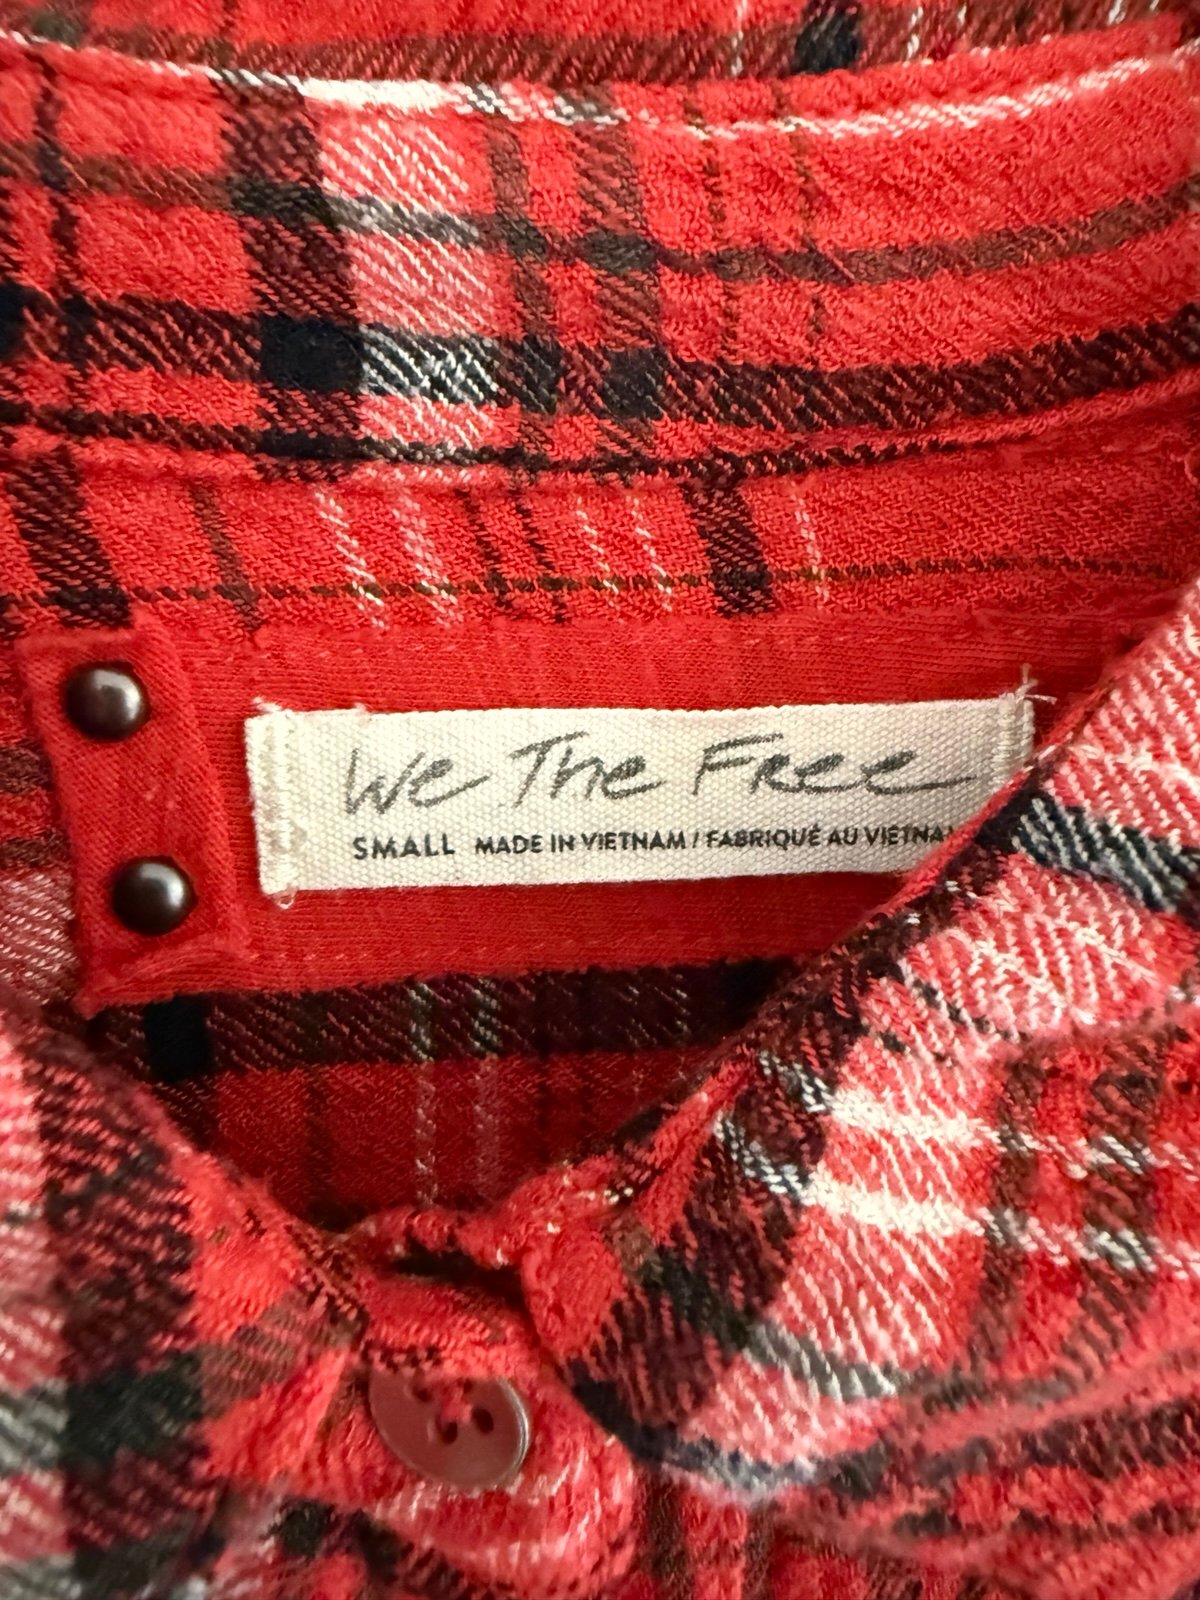 We The Free
SMALL MADE IN VIETNAM / FABRIQUÉ AU VIETNA